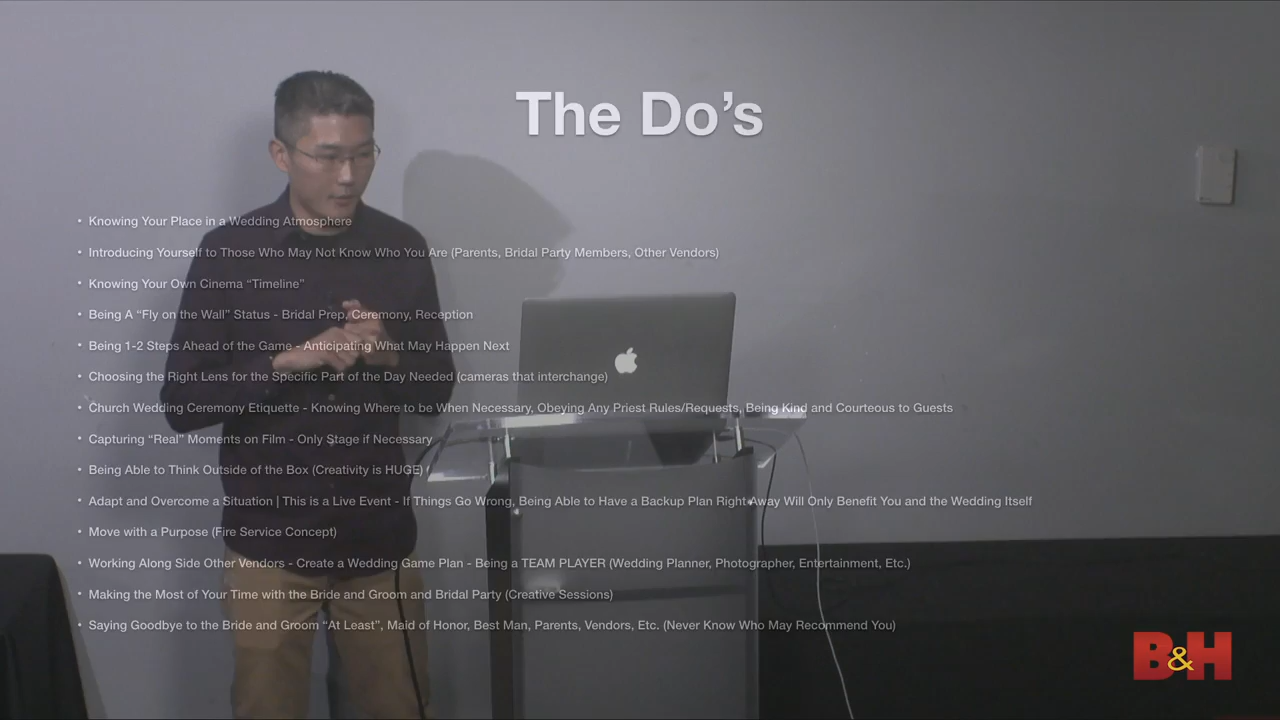 The Do’s
• Knowing Your Place in a Wedding Atmosphere
• Introducing Yourself to Those Who May Not Know Who You Are (Parents, Bridal Party Members, Other Vendors)
• Knowing Your Own Cinema “Timeline”
• Being A “Fly on the Wall” Status - Bridal Prep, Ceremony, Reception
• Being 1-2 Steps Ahead of the Game - Anticipating What May Happen Next
• Choosing the Right Lens for the Specific Part of the Day Needed (cameras that interchange)
• Church Wedding Ceremony Etiquette - Knowing Where to be When Necessary, Obeying Any Priest Rules/Requests, Being Kind and Courteous to Guests
• Capturing “Real” Moments on Film - Only Stage if Necessary
• Being Able to Think Outside of the Box (Creativity is HUGE)
• Adapt and Overcome a Situation | This is a Live Event - If Things Go Wrong, Being Able to Have a Backup Plan Right Away Will Only Benefit You and the Wedding Itself
• Move with a Purpose (Fire Service Concept)
• Working Along Side Other Vendors - Create a Wedding Game Plan - Being a TEAM PLAYER (Wedding Planner, Photographer, Entertainment, Etc.)
• Making the Most of Your Time with the Bride and Groom and Bridal Party (Creative Sessions)
• Saying Goodbye to the Bride and Groom “At Least”, Maid of Honor, Best Man, Parents, Vendors, Etc. (Never Know Who May Recommend You)
B&H